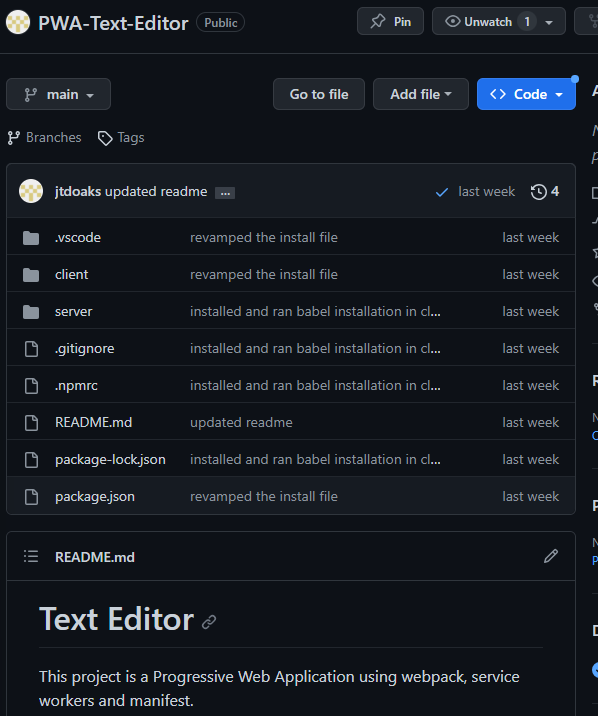 PWA-Text-Editor Public Pin Unwatch 1
main Go to file Add file Code
Branches Tags
jtdoaks updated readme ... last week 4
.vscode revamped the install file last week
client revamped the install file last week
server installed and ran babel installation in cl... last week
.gitignore installed and ran babel installation in cl... last week
.npmrc installed and ran babel installation in cl... last week
README.md updated readme last week
package-lock.json installed and ran babel installation in cl... last week
package.json revamped the install file last week
README.md
Text Editor
This project is a Progressive Web Application using webpack, service
workers and manifest.